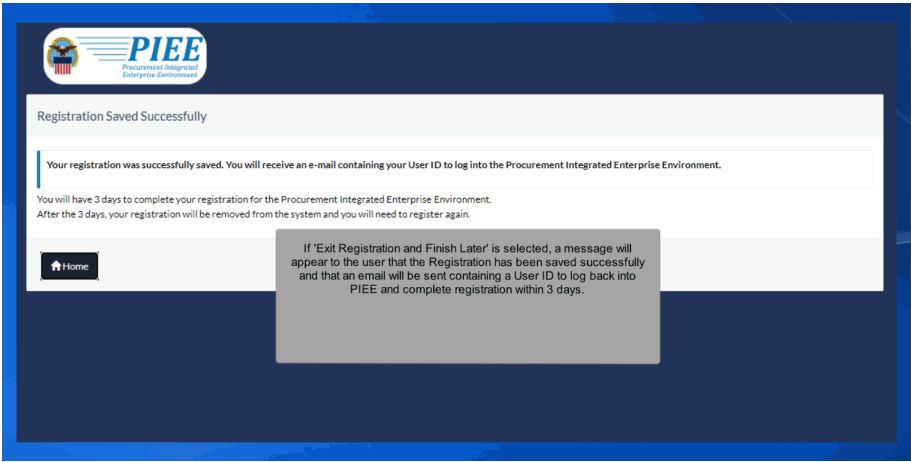 PIEE
Procurement Integrated
Enterprise Environment
Registration Saved Successfully
Your registration was successfully saved. You will receive an e-mail containing your User ID to log into the Procurement Integrated Enterprise Environment.
You will have 3 days to complete your registration for the Procurement Integrated Enterprise Environment.
After the 3 days, your registration will be removed from the system and you will need to register again.
If 'Exit Registration and Finish Later' is selected, a message will
appear to the user that the Registration has been saved successfully
and that an email will be sent containing a User ID to log back into
PIEE and complete registration within 3 days.
Home